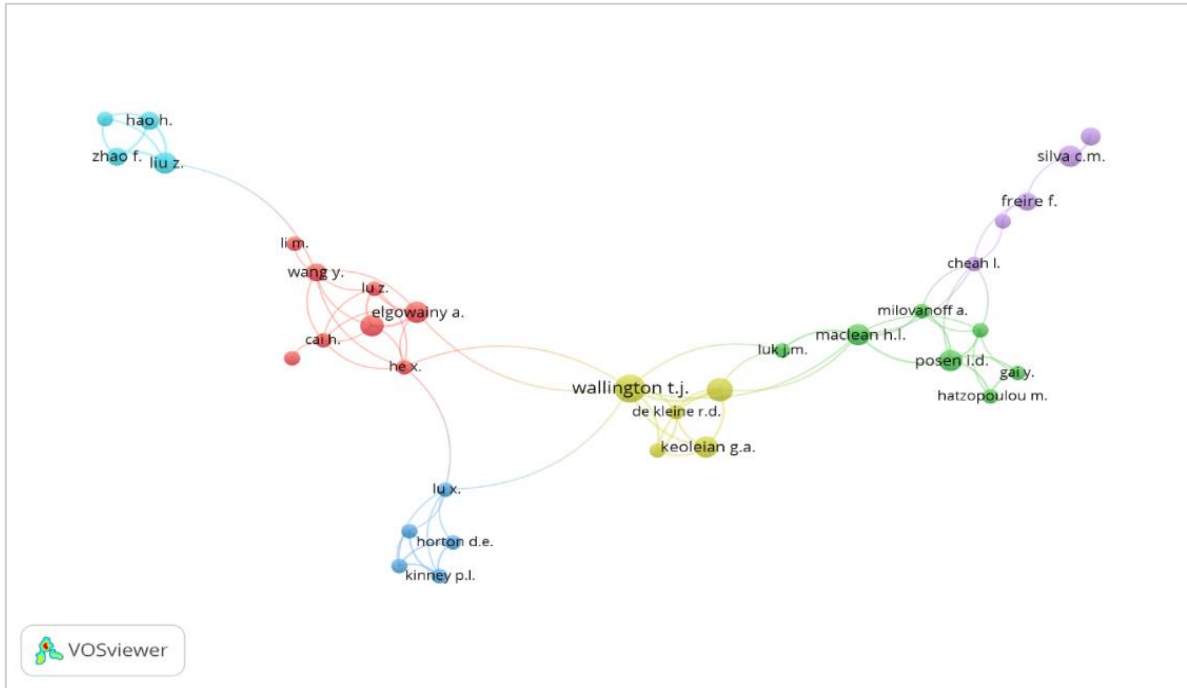 hao h.
zhao f.
liu z.
silva c.m.
freire f.
li m.
wang y.
cheah l.
lu z.
elgowainy a.
milovanoff a.
cai h.
maclean h.l.
luk j.m.
he x.
posen i.d.
gai y.
wallington t.j.
hatzopoulou m.
de kleine r.d.
keoleian g.a.
lu x.
horton d.e.
kinney p.l.
VOSviewer